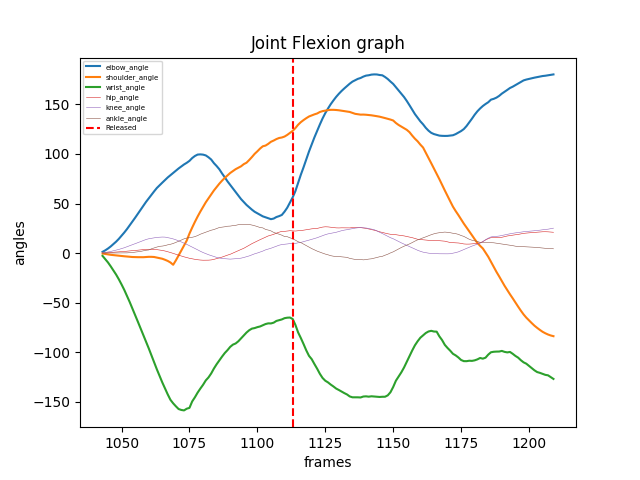 Joint Flexion graph
elbow_angle
shoulder_angle
wrist_angle
hip_angle
knee_angle
ankle_angle
Released
angles
150
100
50
0
−50
−100
−150
1050 1075 1100 1125 1150 1175 1200
frames